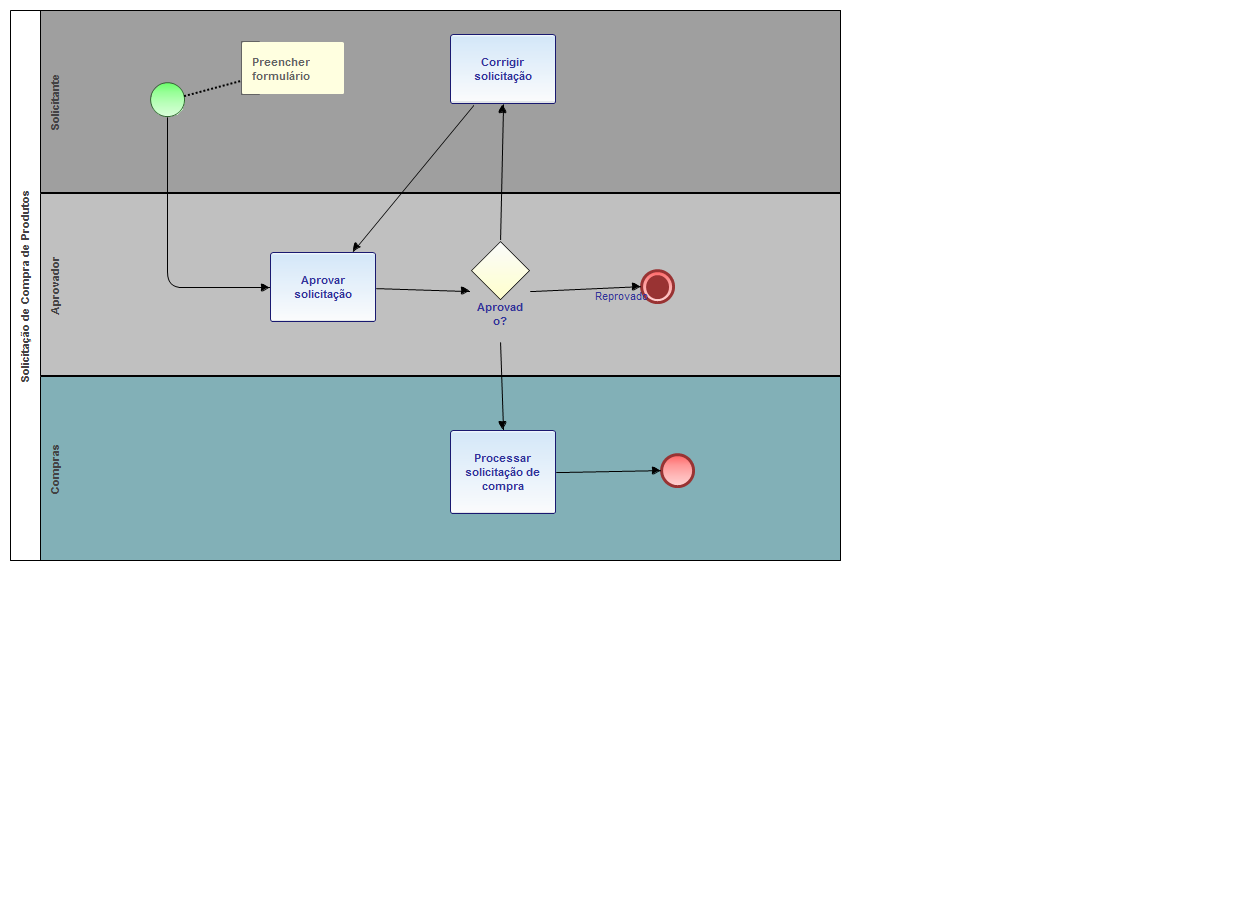 Solicitação de Compra de Produtos
Solicitante
Preencher
formulário
Corrigir
solicitação
Aprovador
Aprovar
solicitação
Aprovad
o?
Reprovado
Compras
Processar
solicitação de
compra